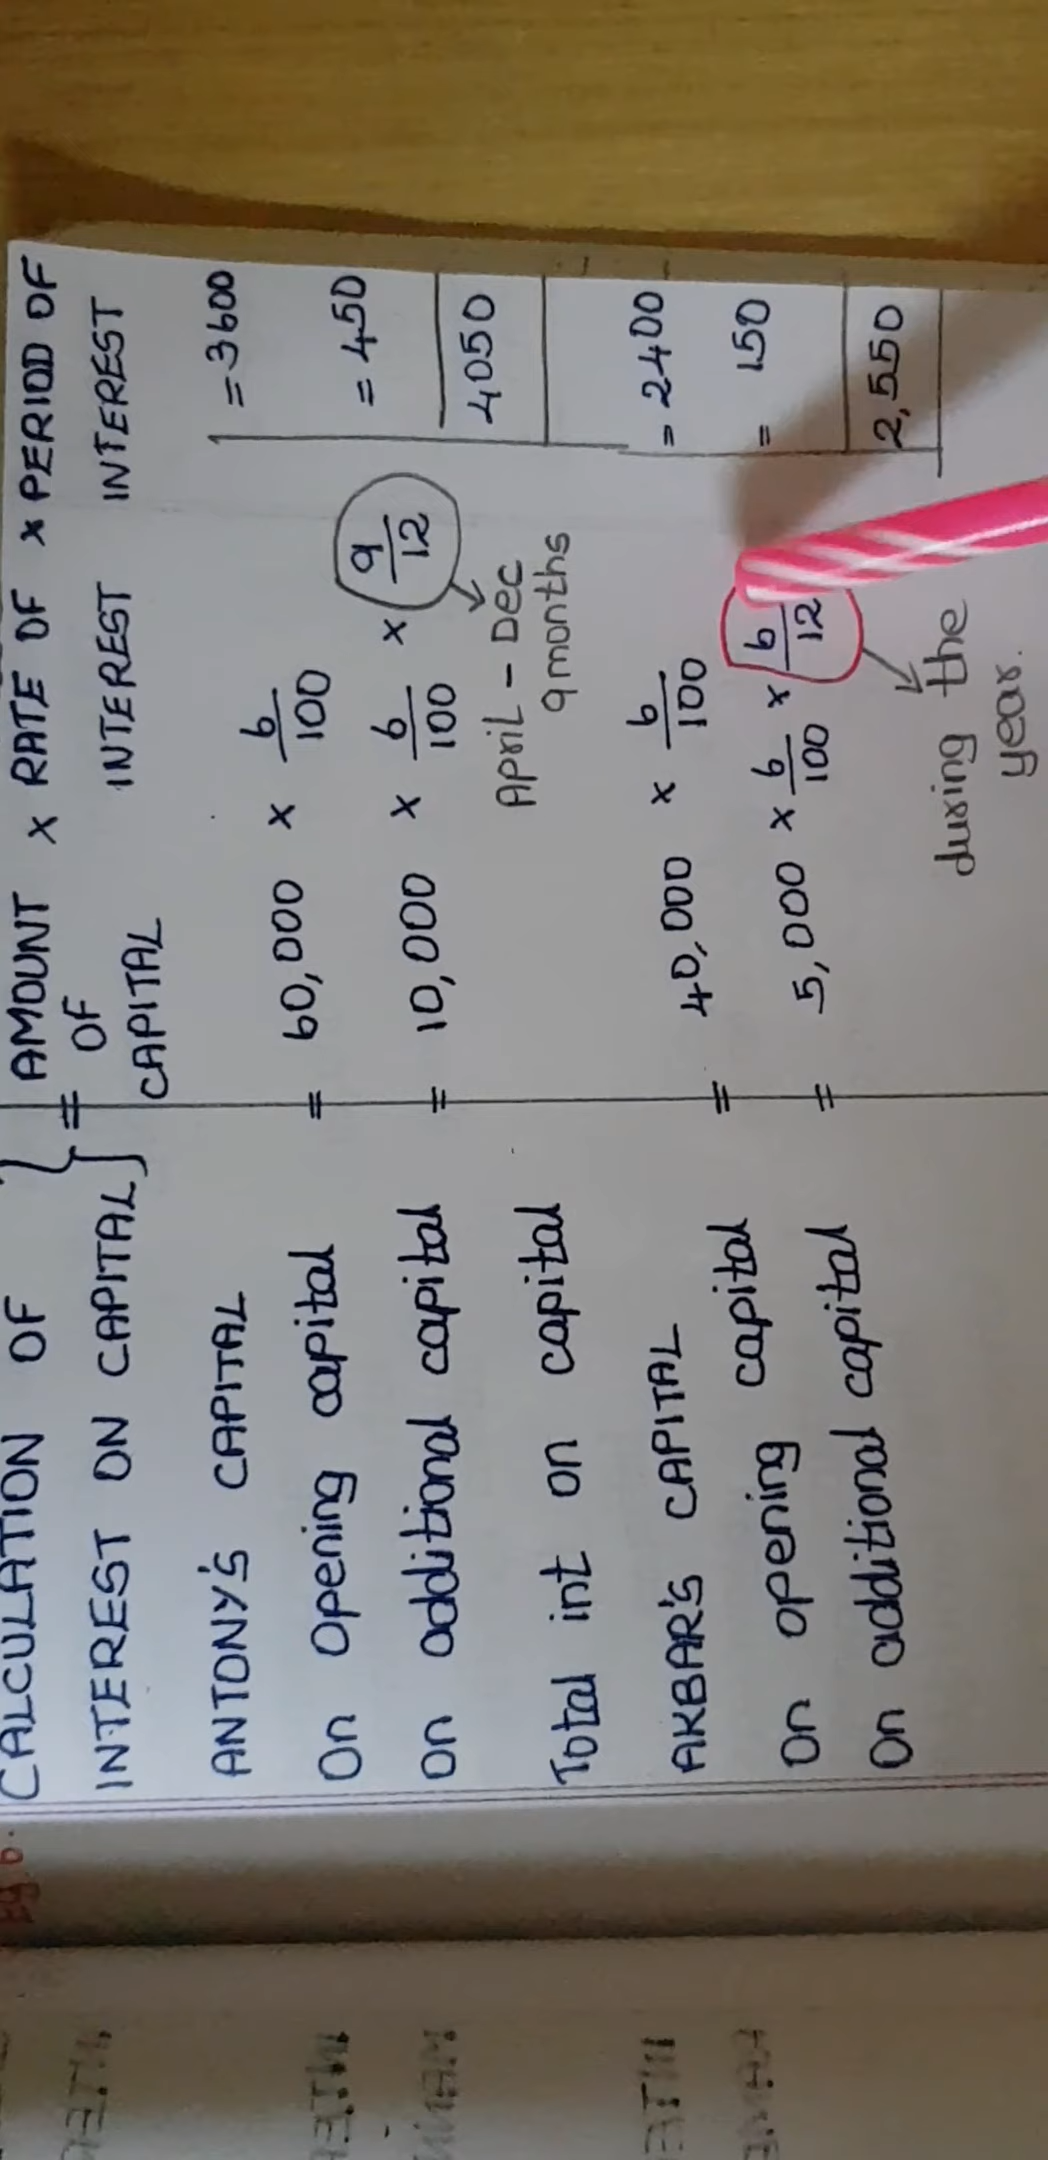 Eg.6.
CALCULATION OF } = AMOUNT × RATE OF × PERIOD OF
INTEREST ON CAPITAL OF INTEREST INTEREST
CAPITAL
ANTONY'S CAPITAL
On opening capital = 60,000 × 6/100 = 3600
On additional capital = 10,000 × 6/100 × 9/12 = 450
April - Dec
9 months
Total int on capital 4050
AKBAR'S CAPITAL
On opening capital = 40,000 × 6/100 = 2400
On additional capital = 5,000 × 6/100 × 6/12 = 150
2,550
during the
year.